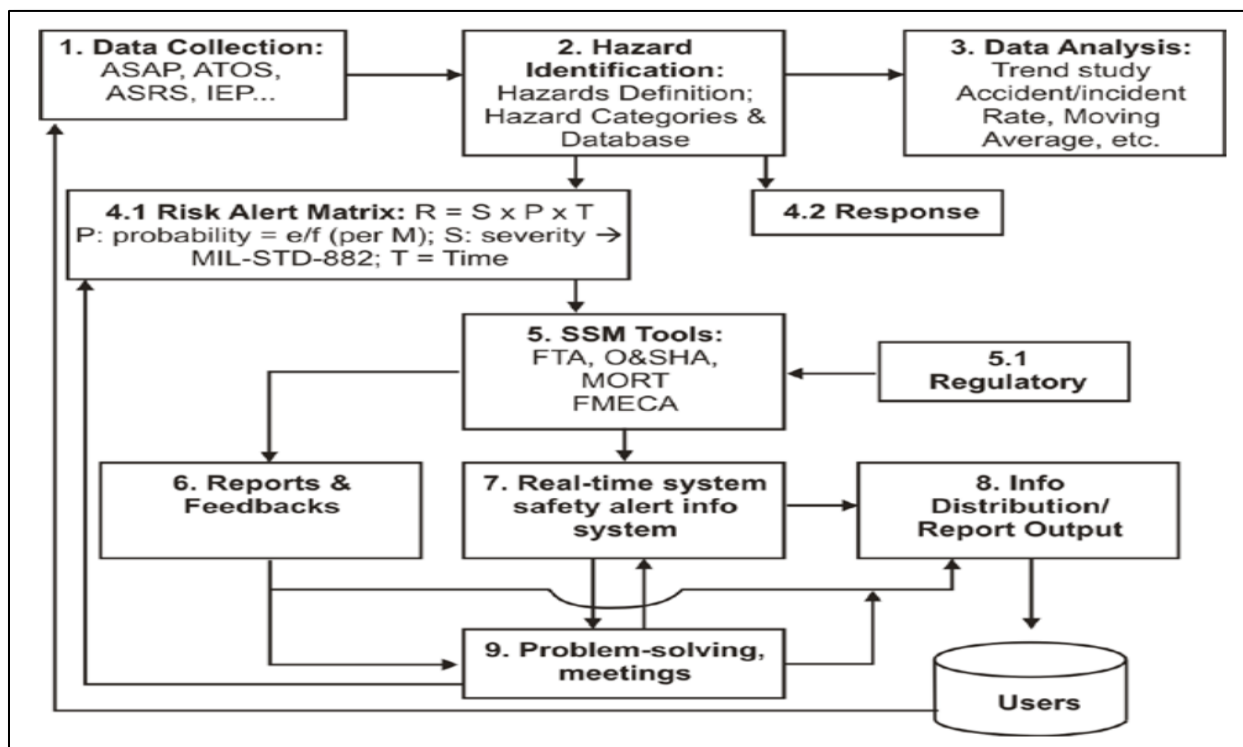 1. Data Collection:
ASAP, ATOS,
ASRS, IEP...
2. Hazard
Identification:
Hazards Definition;
Hazard Categories &
Database
3. Data Analysis:
Trend study
Accident/incident
Rate, Moving
Average, etc.
4.1 Risk Alert Matrix: R = S x P x T
P: probability = e/f (per M); S: severity →
MIL-STD-882; T = Time
4.2 Response
5. SSM Tools:
FTA, O&SHA,
MORT
FMECA
5.1
Regulatory
6. Reports &
Feedbacks
7. Real-time system
safety alert info
system
8. Info
Distribution/
Report Output
9. Problem-solving,
meetings
Users